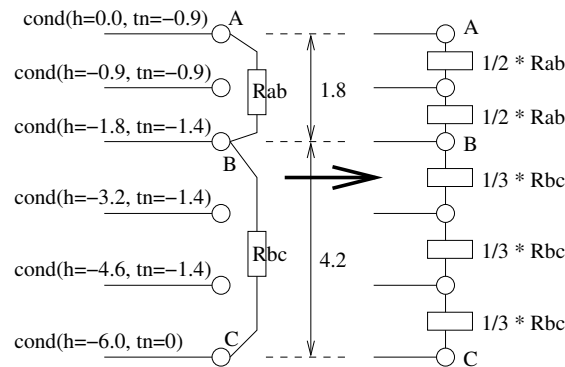 cond(h=0.0, tn=−0.9)
A
A
cond(h=−0.9, tn=−0.9)
Rab
1.8
1/2 * Rab
1/2 * Rab
cond(h=−1.8, tn=−1.4)
B
B
1/3 * Rbc
cond(h=−3.2, tn=−1.4)
Rbc
4.2
1/3 * Rbc
cond(h=−4.6, tn=−1.4)
1/3 * Rbc
cond(h=−6.0, tn=0)
C
C